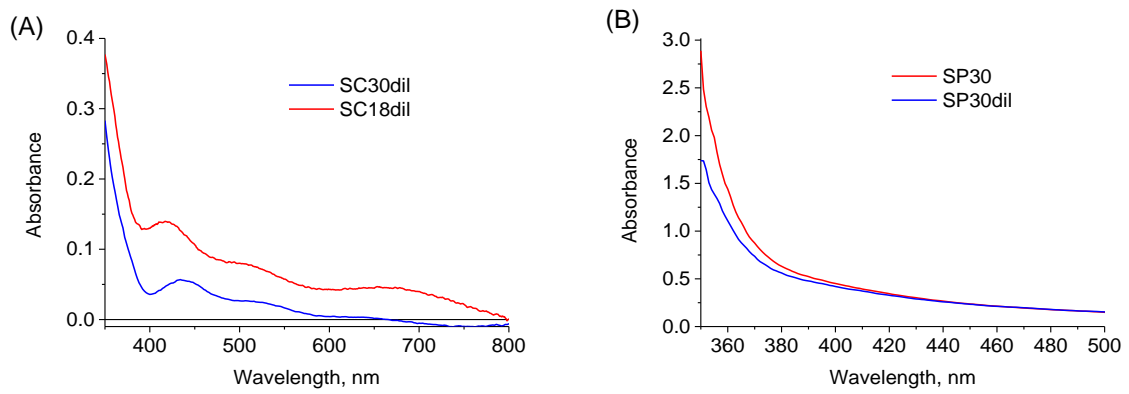 (A)
0.4
0.3
0.2
0.1
0.0
Absorbance
SC30dil
SC18dil
400 500 600 700 800
Wavelength, nm
(B)
3.0
2.5
2.0
1.5
1.0
0.5
0.0
Absorbance
SP30
SP30dil
360 380 400 420 440 460 480 500
Wavelength, nm